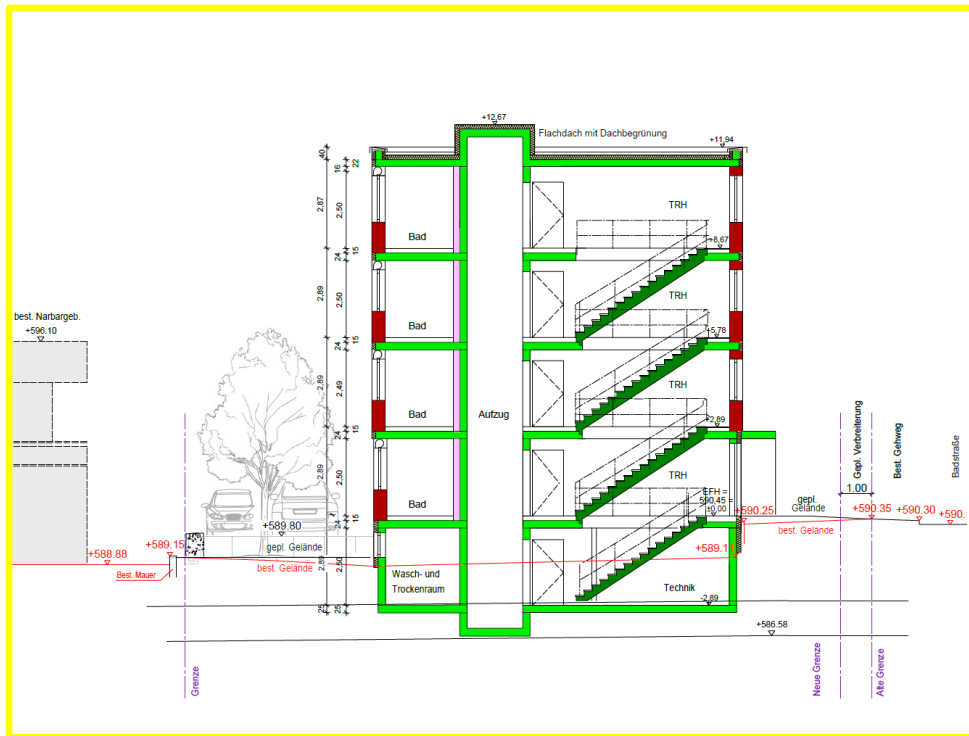 +12,67
Flachdach mit Dachbegrünung
+11,94
40
16
22
2,87
2,50
TRH
Bad
+8,67
15
24
2,89
2,50
TRH
best. Narbargeb.
+596.10
Bad
+5,78
15
24
2,89
2,49
TRH
Bad
Aufzug
+2,89
15
24
2,89
2,50
TRH
Bad
EFH =
590,45 =
±0,00
Gepl. Verbreiterung
Best. Gehweg
Badstraße
1.00
gepl.
Gelände
+590.25
+590.35
+590.30
+590.
best. Gelände
15
24
+589.80
gepl. Gelände
+589.15
+588.88
best. Gelände
Best. Mauer
2,89
2,50
+589.1
Wasch- und
Trockenraum
Technik
-2,89
25
25
+586.58
Grenze
Neue Grenze
Alte Grenze